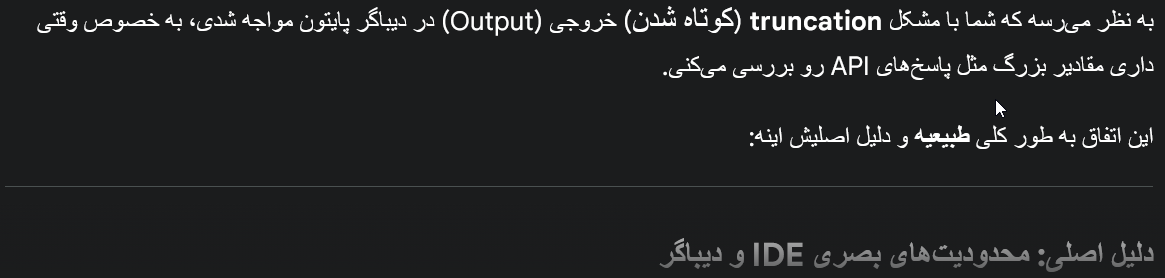 به نظر می‌رسه که شما با مشکل truncation (کوتاه شدن) خروجی (Output) در دیباگر پایتون مواجه شدی، به خصوص وقتی
داری مقادیر بزرگ مثل پاسخ‌های API رو بررسی می‌کنی.
این اتفاق به طور کلی طبیعیه و دلیل اصلیش اینه:
دلیل اصلی: محدودیت‌های بصری IDE و دیباگر